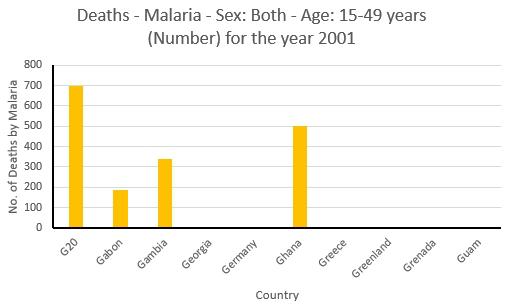 Deaths - Malaria - Sex: Both - Age: 15-49 years
(Number) for the year 2001
No. of Deaths by Malaria
800
700
600
500
400
300
200
100
0
G20
Gabon
Gambia
Georgia
Germany
Ghana
Greece
Greenland
Grenada
Guam
Country